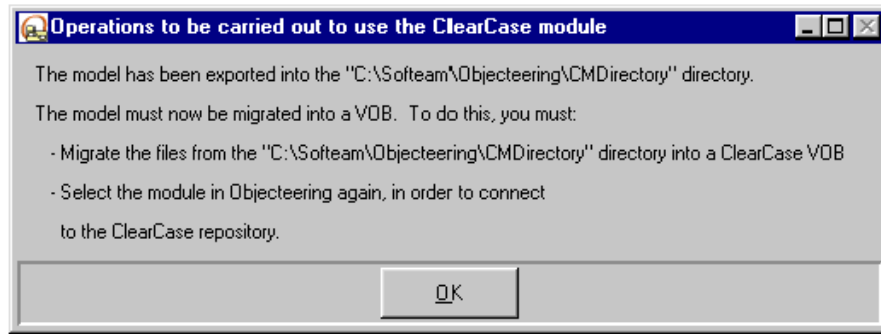 Operations to be carried out to use the ClearCase module
The model has been exported into the "C:\Softeam\Objecteering\CMDirectory" directory.
The model must now be migrated into a VOB.  To do this, you must:
- Migrate the files from the "C:\Softeam\Objecteering\CMDirectory" directory into a ClearCase VOB
- Select the module in Objecteering again, in order to connect
to the ClearCase repository.
OK